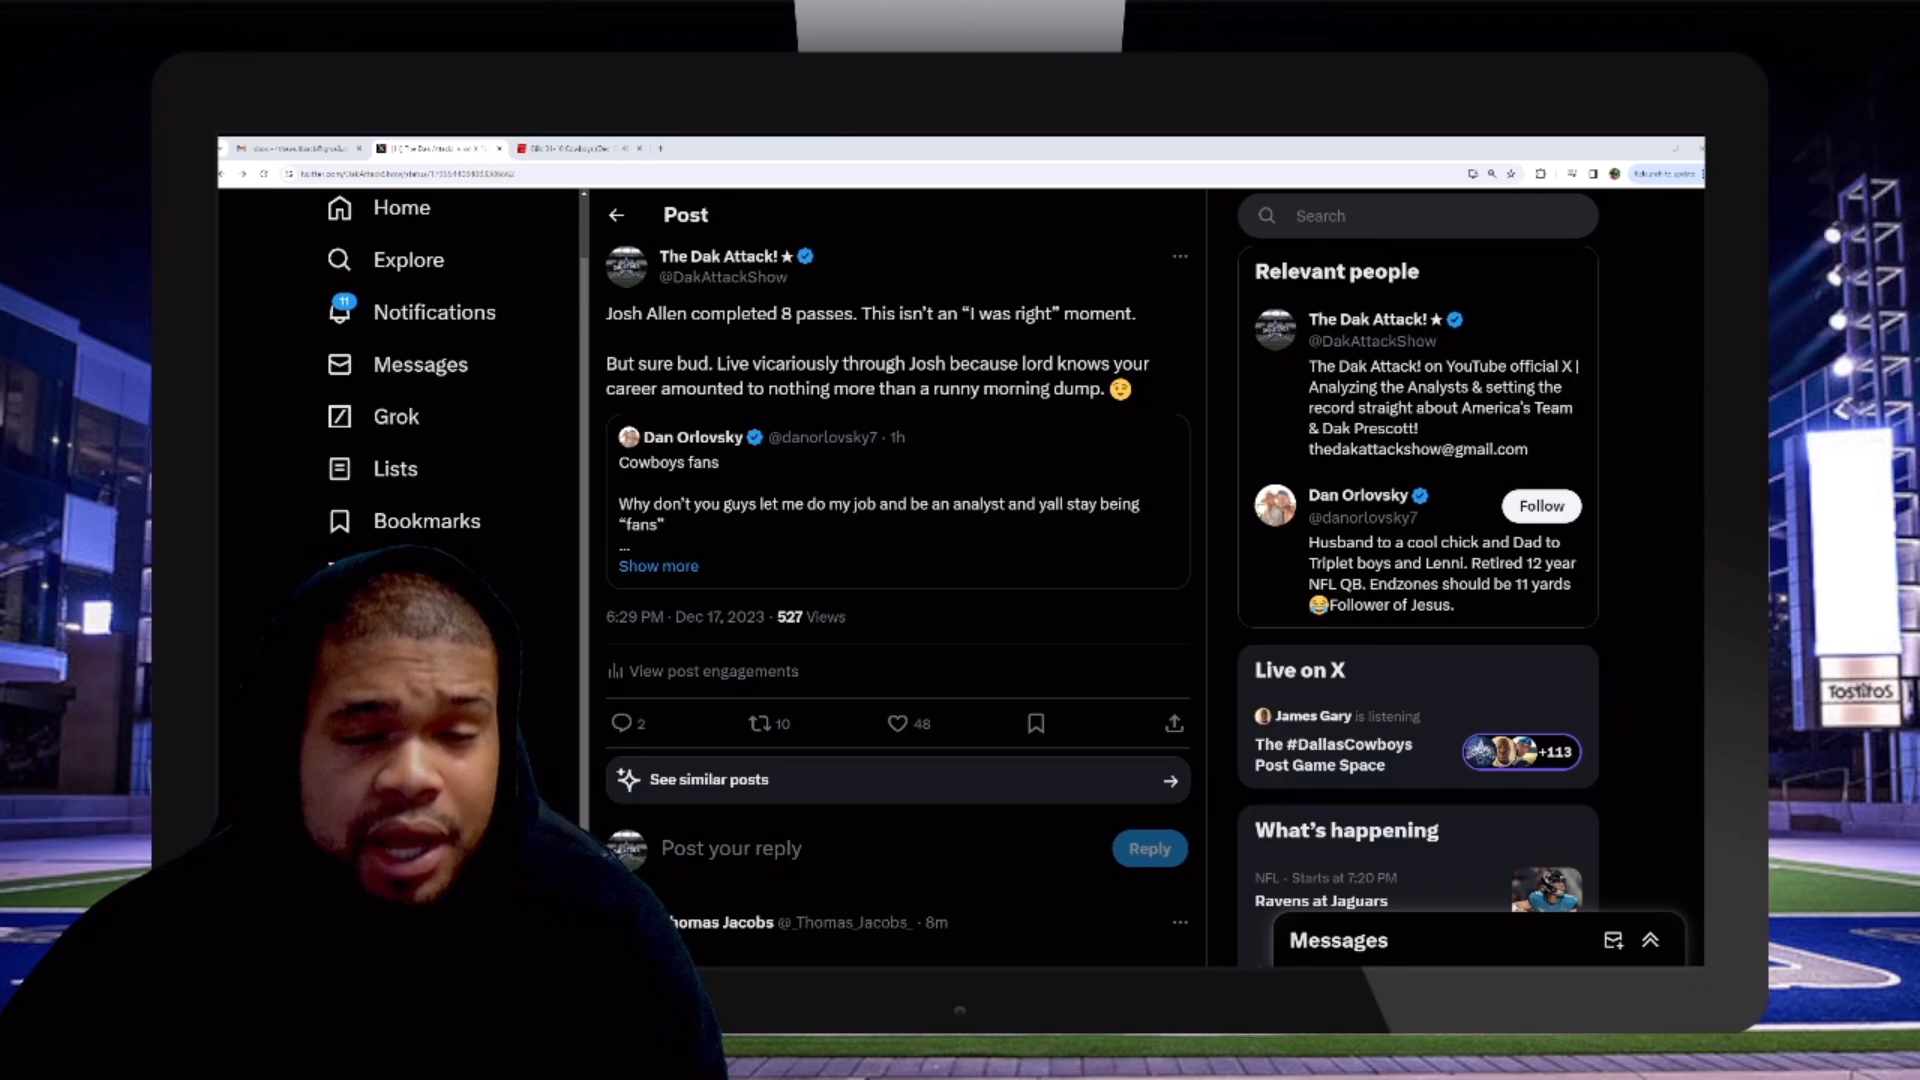 Home
Explore
11
Notifications
Messages
Grok
Lists
Bookmarks
Post
The Dak Attack! ★
@DakAttackShow
Josh Allen completed 8 passes. This isn’t an “I was right” moment.
But sure bud. Live vicariously through Josh because lord knows your
career amounted to nothing more than a runny morning dump. 😉
Dan Orlovsky @danorlovsky7 · 1h
Cowboys fans
Why don’t you guys let me do my job and be an analyst and yall stay being
“fans”
...
Show more
6:29 PM · Dec 17, 2023 · 527 Views
View post engagements
2
10
48
See similar posts
Post your reply
Reply
homas Jacobs @_Thomas_Jacobs_ · 8m
Search
Relevant people
The Dak Attack! ★
@DakAttackShow
The Dak Attack! on YouTube official X |
Analyzing the Analysts & setting the
record straight about America’s Team
& Dak Prescott!
thedakattackshow@gmail.com
Dan Orlovsky
@danorlovsky7
Follow
Husband to a cool chick and Dad to
Triplet boys and Lenni. Retired 12 year
NFL QB. Endzones should be 11 yards
😂Follower of Jesus.
Live on X
James Gary is listening
The #DallasCowboys
Post Game Space
+113
What’s happening
NFL · Starts at 7:20 PM
Ravens at Jaguars
Messages
Tostitos